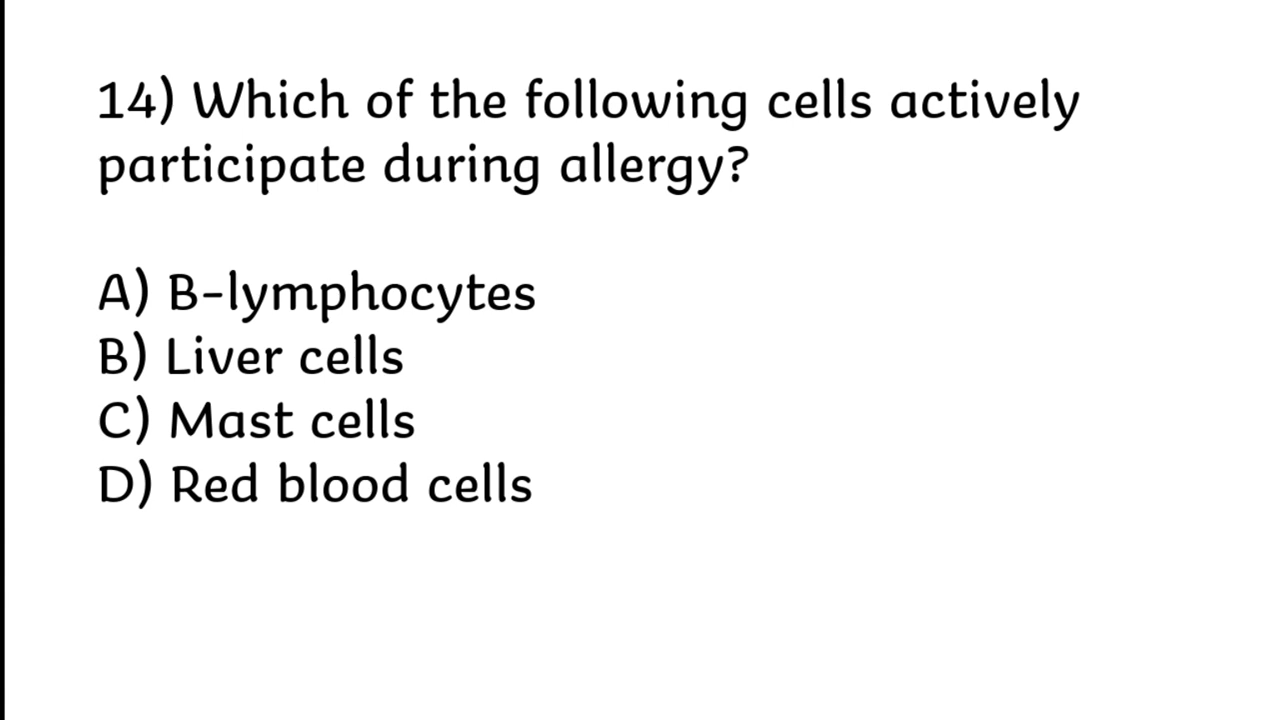 14) Which of the following cells actively
participate during allergy?
A) B-lymphocytes
B) Liver cells
C) Mast cells
D) Red blood cells